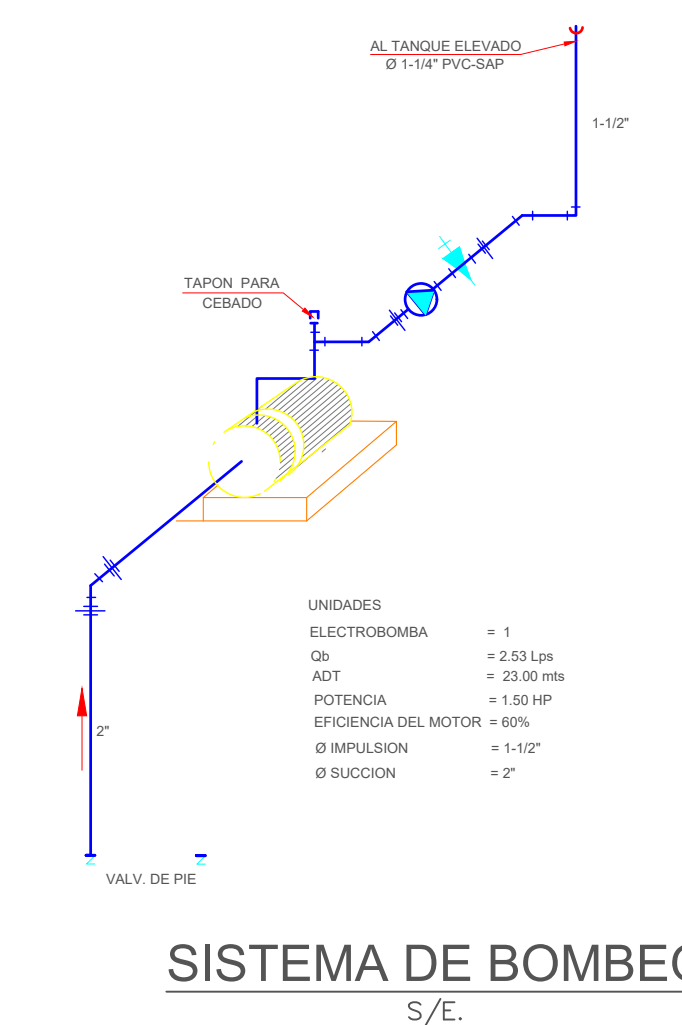 AL TANQUE ELEVADO
Ø 1-1/4" PVC-SAP
1-1/2"
TAPON PARA
CEBADO
UNIDADES
ELECTROBOMBA = 1
Qb = 2.53 Lps
ADT = 23.00 mts
POTENCIA = 1.50 HP
EFICIENCIA DEL MOTOR = 60%
Ø IMPULSION = 1-1/2"
Ø SUCCION = 2"
2"
VALV. DE PIE
SISTEMA DE BOMBEO
S/E.